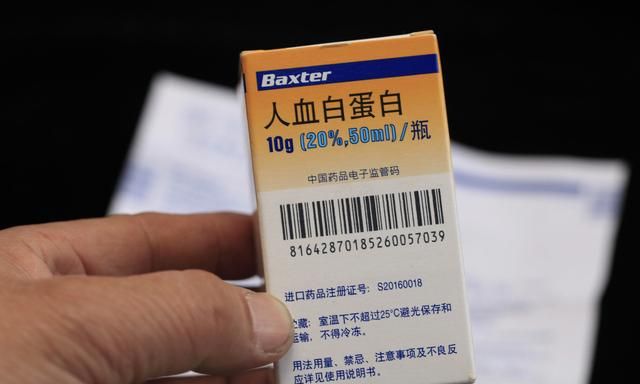 Baxter
人血白蛋白
10g (20%,50ml)/瓶
中国药品电子监管码
81642870185260057039
进口药品注册证号: S20160018
藏: 室温下不超过25°C避光保存和
运输, 不得冷冻。
用法用量、禁忌、注意事项及不良反
应详见使用说明书。